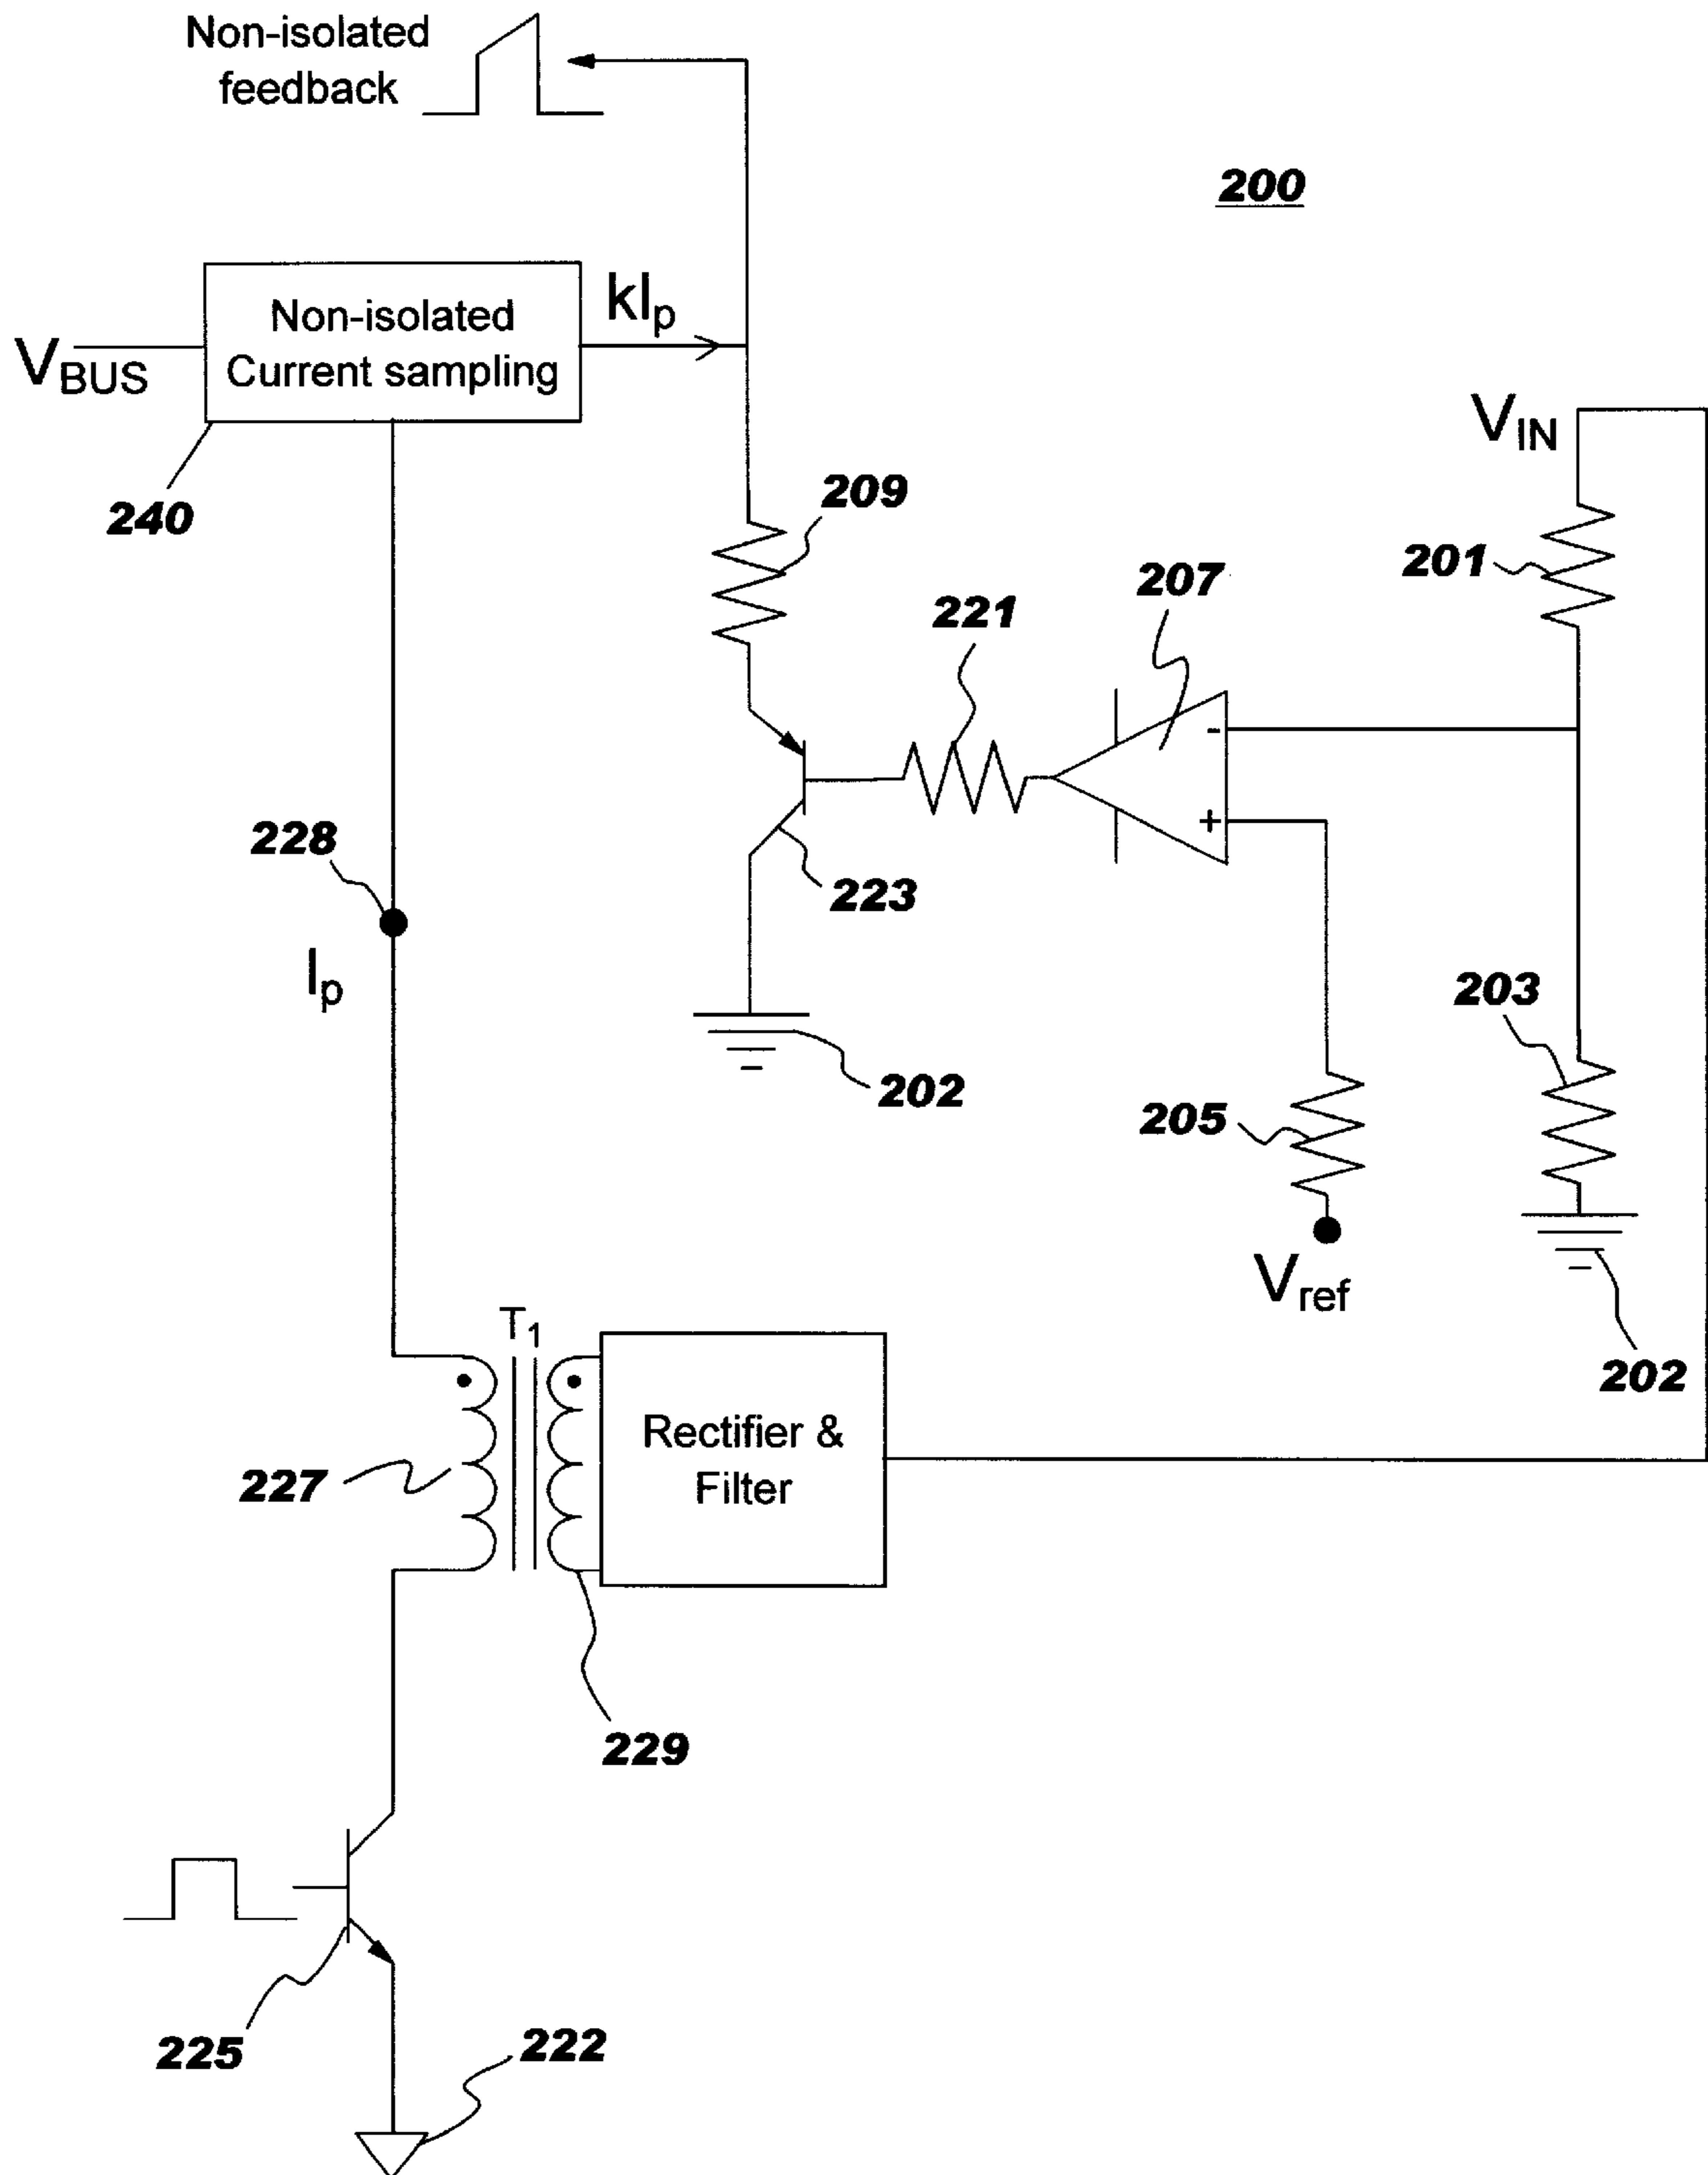 Non-isolated
feedback
200
V_BUS
Non-isolated
Current sampling
kI_p
240
V_IN
209
201
207
221
-
+
223
228
I_p
203
202
205
V_ref
202
T_1
Rectifier &
Filter
227
229
225
222